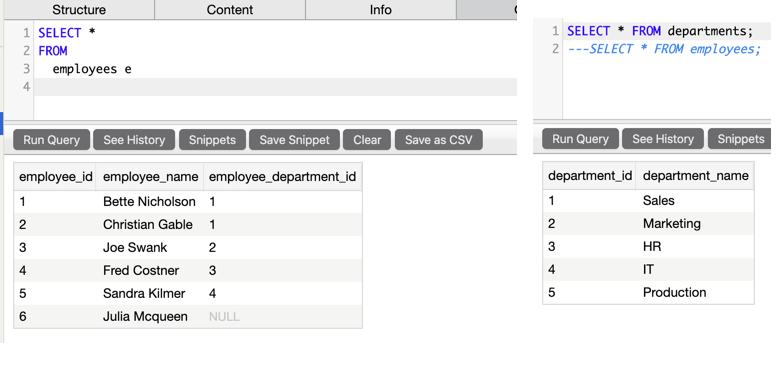 Structure Content Info
1 SELECT *
2 FROM
3 employees e
4
Run Query See History Snippets Save Snippet Clear Save as CSV
employee_id employee_name employee_department_id
1 Bette Nicholson 1
2 Christian Gable 1
3 Joe Swank 2
4 Fred Costner 3
5 Sandra Kilmer 4
6 Julia Mcqueen NULL
1 SELECT * FROM departments;
2 ---SELECT * FROM employees;
Run Query See History Snippets
department_id department_name
1 Sales
2 Marketing
3 HR
4 IT
5 Production